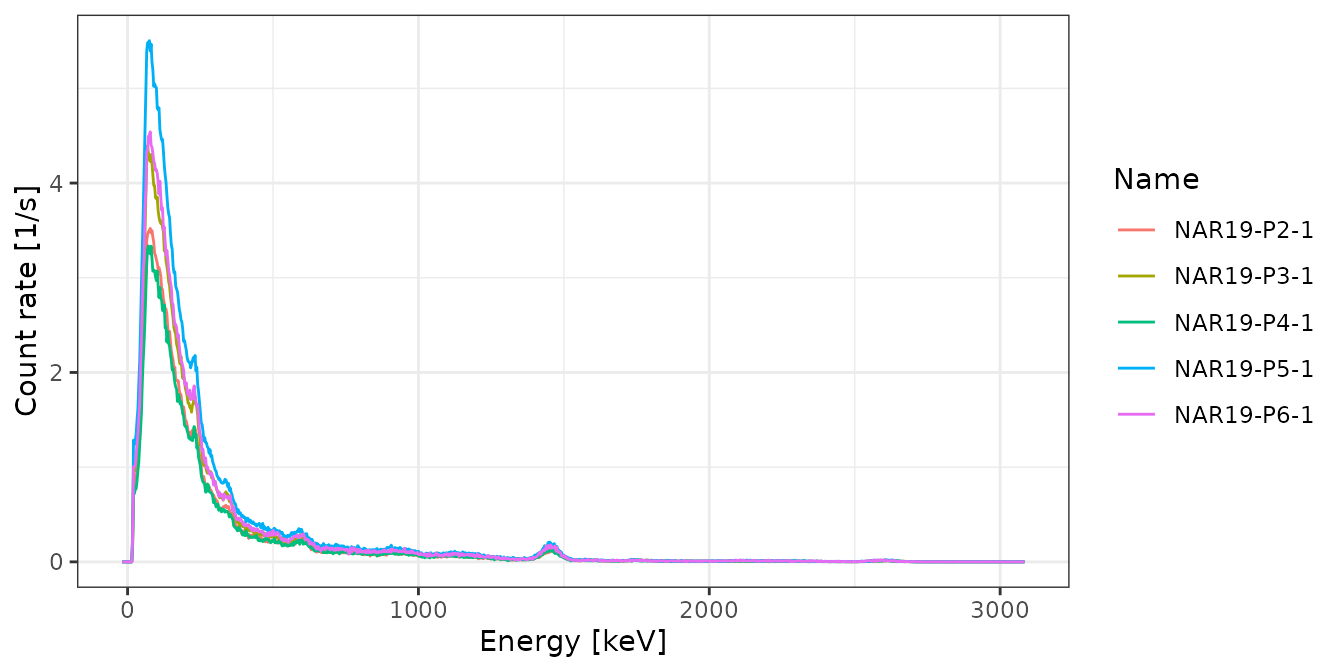 Count rate [1/s]
4
2
0
0
1000
2000
3000
Energy [keV]
Name
NAR19-P2-1
NAR19-P3-1
NAR19-P4-1
NAR19-P5-1
NAR19-P6-1